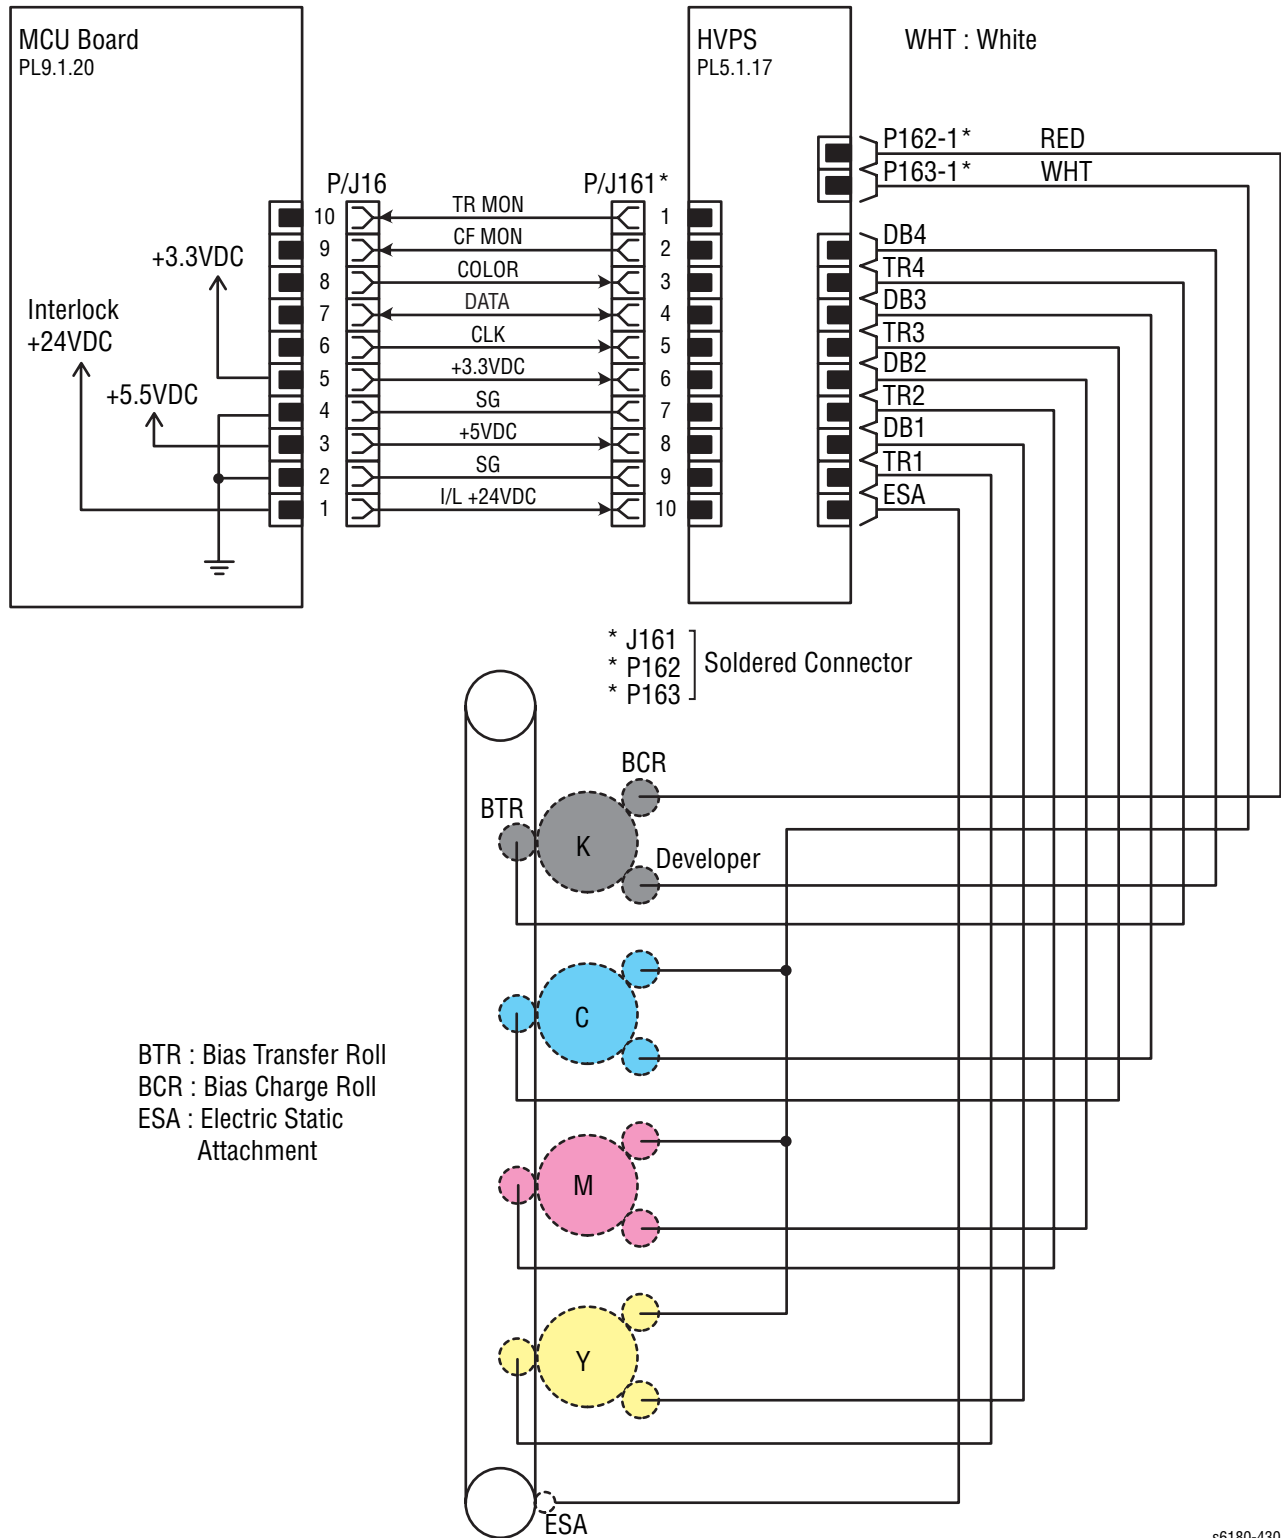 MCU Board
PL9.1.20
HVPS
PL5.1.17
WHT : White
P162-1* RED
P163-1* WHT
P/J16
P/J161*
10 TR MON 1
9 CF MON 2
8 COLOR 3
7 DATA 4
6 CLK 5
5 +3.3VDC 6
4 SG 7
3 +5VDC 8
2 SG 9
1 I/L +24VDC 10
+3.3VDC
Interlock
+24VDC
+5.5VDC
DB4
TR4
DB3
TR3
DB2
TR2
DB1
TR1
ESA
* J161
* P162
* P163
Soldered Connector
BCR
BTR
K
Developer
C
BTR : Bias Transfer Roll
BCR : Bias Charge Roll
ESA : Electric Static
Attachment
M
Y
ESA
s6180-430